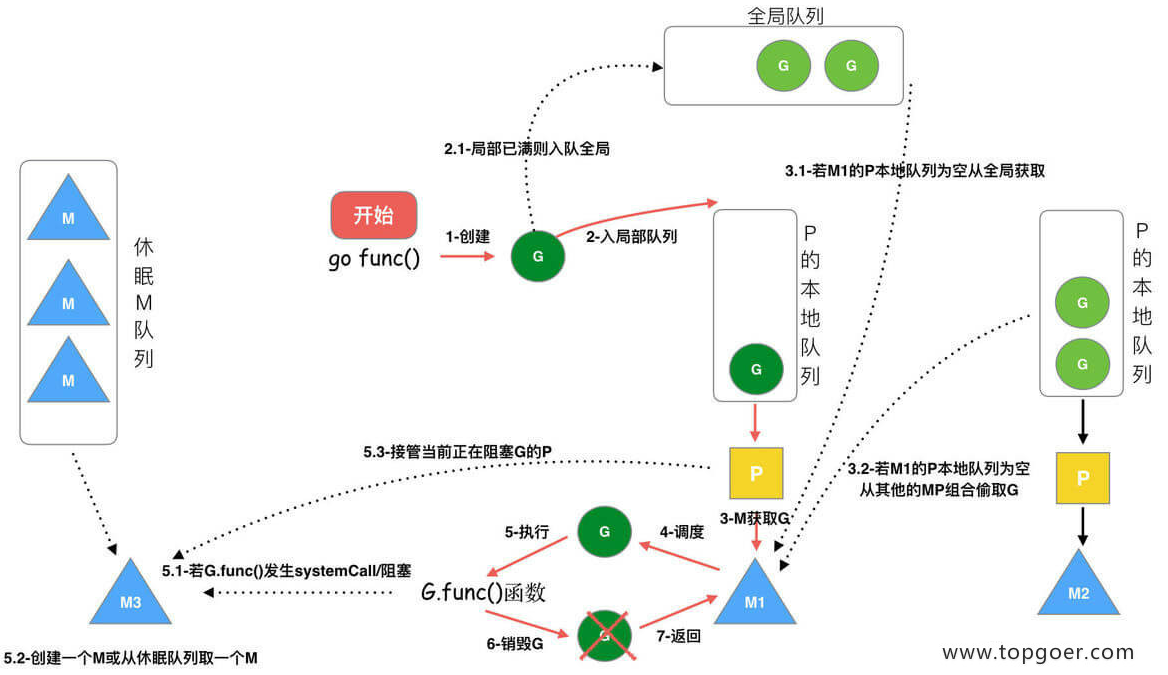 全局队列
G
G
2.1-局部已满则入队全局
3.1-若M1的P本地队列为空从全局获取
M
M
M
休眠M队列
开始
go func()
1-创建
G
2-入局部队列
P的本地队列
G
P的本地队列
G
G
5.3-接管当前正在阻塞G的P
P
3.2-若M1的P本地队列为空
从其他的MP组合偷取G
P
3-M获取G
5-执行
G
4-调度
5.1-若G.func()发生systemCall/阻塞
G.func()函数
M3
M1
M2
6-销毁G
G
7-返回
5.2-创建一个M或从休眠队列取一个M
www.topgoer.com